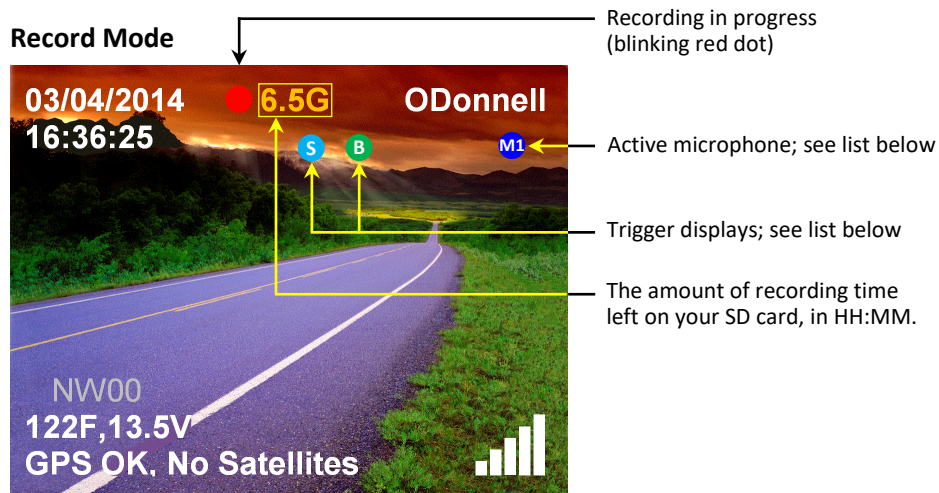 Record Mode
Recording in progress
(blinking red dot)
03/04/2014
6.5G
ODonnell
16:36:25
S
B
M1
Active microphone; see list below
Trigger displays; see list below
The amount of recording time
left on your SD card, in HH:MM.
NW00
122F,13.5V
GPS OK, No Satellites